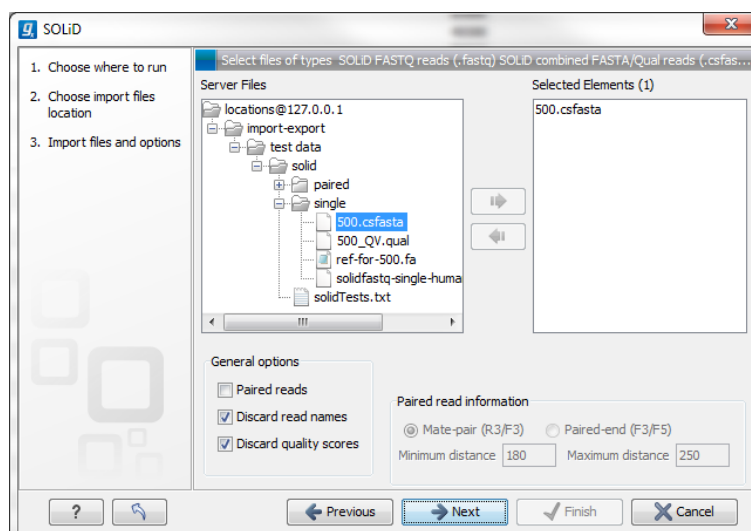 SOLiD
1. Choose where to run
2. Choose import files
location
3. Import files and options
Select files of types SOLiD FASTQ reads (.fastq) SOLiD combined FASTA/Qual reads (.csfas...
Server Files
locations@127.0.0.1
import-export
test data
solid
paired
single
500.csfasta
500_QV.qual
ref-for-500.fa
solidfastq-single-huma
solidTests.txt
Selected Elements (1)
500.csfasta
General options
Paired reads
Discard read names
Discard quality scores
Paired read information
Mate-pair (R3/F3) Paired-end (F3/F5)
Minimum distance 180 Maximum distance 250
? Previous Next Finish Cancel